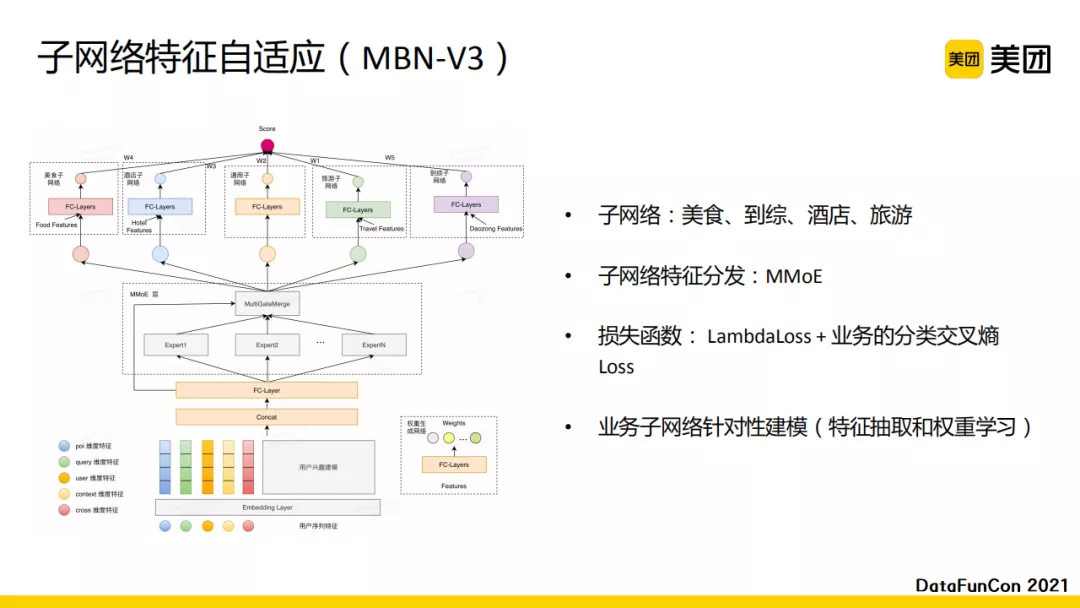 子网络特征自适应（MBN-V3）
美团 美团
Score
W4 W3 W2 W1 W5
美食子
网络
酒店子
网络
通用子
网络
旅游子
网络
到综子
网络
FC-Layers FC-Layers FC-Layers FC-Layers FC-Layers
Food Features
Hotel
Features
Travel Features
Daozong Features
MMoE 层
MultiGateMerge
Expert1 Expert2 ... ExpertN
FC-Layer
Concat
poi 维度特征
query 维度特征
user 维度特征
context 维度特征
cross 维度特征
用户兴趣建模
Embedding Layer
用户序列特征
权重生
成网络
Weights
...
FC-Layers
Features
• 子网络：美食、到综、酒店、旅游
• 子网络特征分发：MMoE
• 损失函数： LambdaLoss + 业务的分类交叉熵
Loss
• 业务子网络针对性建模（特征抽取和权重学习）
DataFunCon 2021